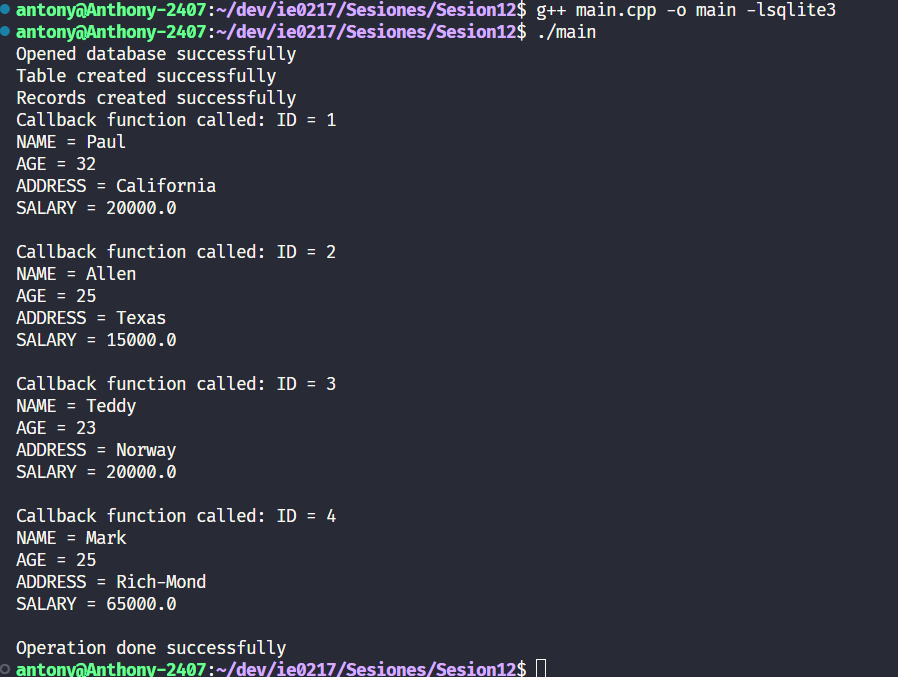 antony@Anthony-2407:~/dev/ie0217/Sesiones/Sesion12$ g++ main.cpp -o main -lsqlite3
antony@Anthony-2407:~/dev/ie0217/Sesiones/Sesion12$ ./main
Opened database successfully
Table created successfully
Records created successfully
Callback function called: ID = 1
NAME = Paul
AGE = 32
ADDRESS = California
SALARY = 20000.0
Callback function called: ID = 2
NAME = Allen
AGE = 25
ADDRESS = Texas
SALARY = 15000.0
Callback function called: ID = 3
NAME = Teddy
AGE = 23
ADDRESS = Norway
SALARY = 20000.0
Callback function called: ID = 4
NAME = Mark
AGE = 25
ADDRESS = Rich-Mond
SALARY = 65000.0
Operation done successfully
antony@Anthony-2407:~/dev/ie0217/Sesiones/Sesion12$